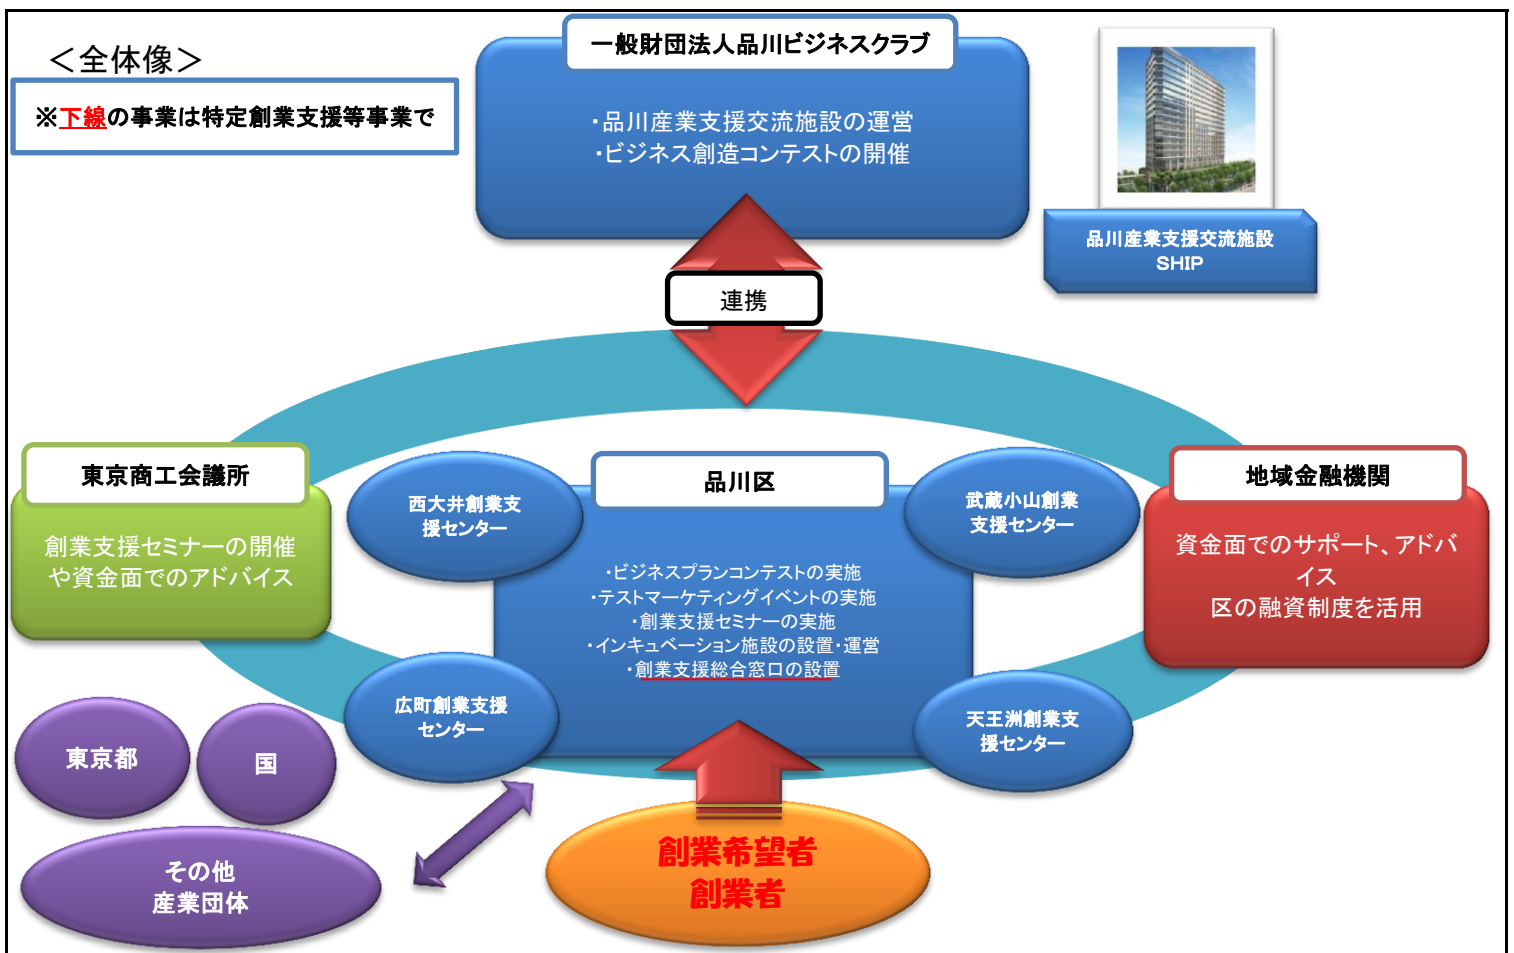 ＜全体像＞
※下線の事業は特定創業支援等事業で
一般財団法人品川ビジネスクラブ
・品川産業支援交流施設の運営
・ビジネス創造コンテストの開催
品川産業支援交流施設
SHIP
連携
東京商工会議所
創業支援セミナーの開催
や資金面でのアドバイス
西大井創業支
援センター
品川区
・ビジネスプランコンテストの実施
・テストマーケティングイベントの実施
・創業支援セミナーの実施
・インキュベーション施設の設置・運営
・創業支援総合窓口の設置
武蔵小山創業
支援センター
地域金融機関
資金面でのサポート、アドバ
イス
区の融資制度を活用
広町創業支援
センター
天王洲創業支
援センター
東京都
国
その他
産業団体
創業希望者
創業者